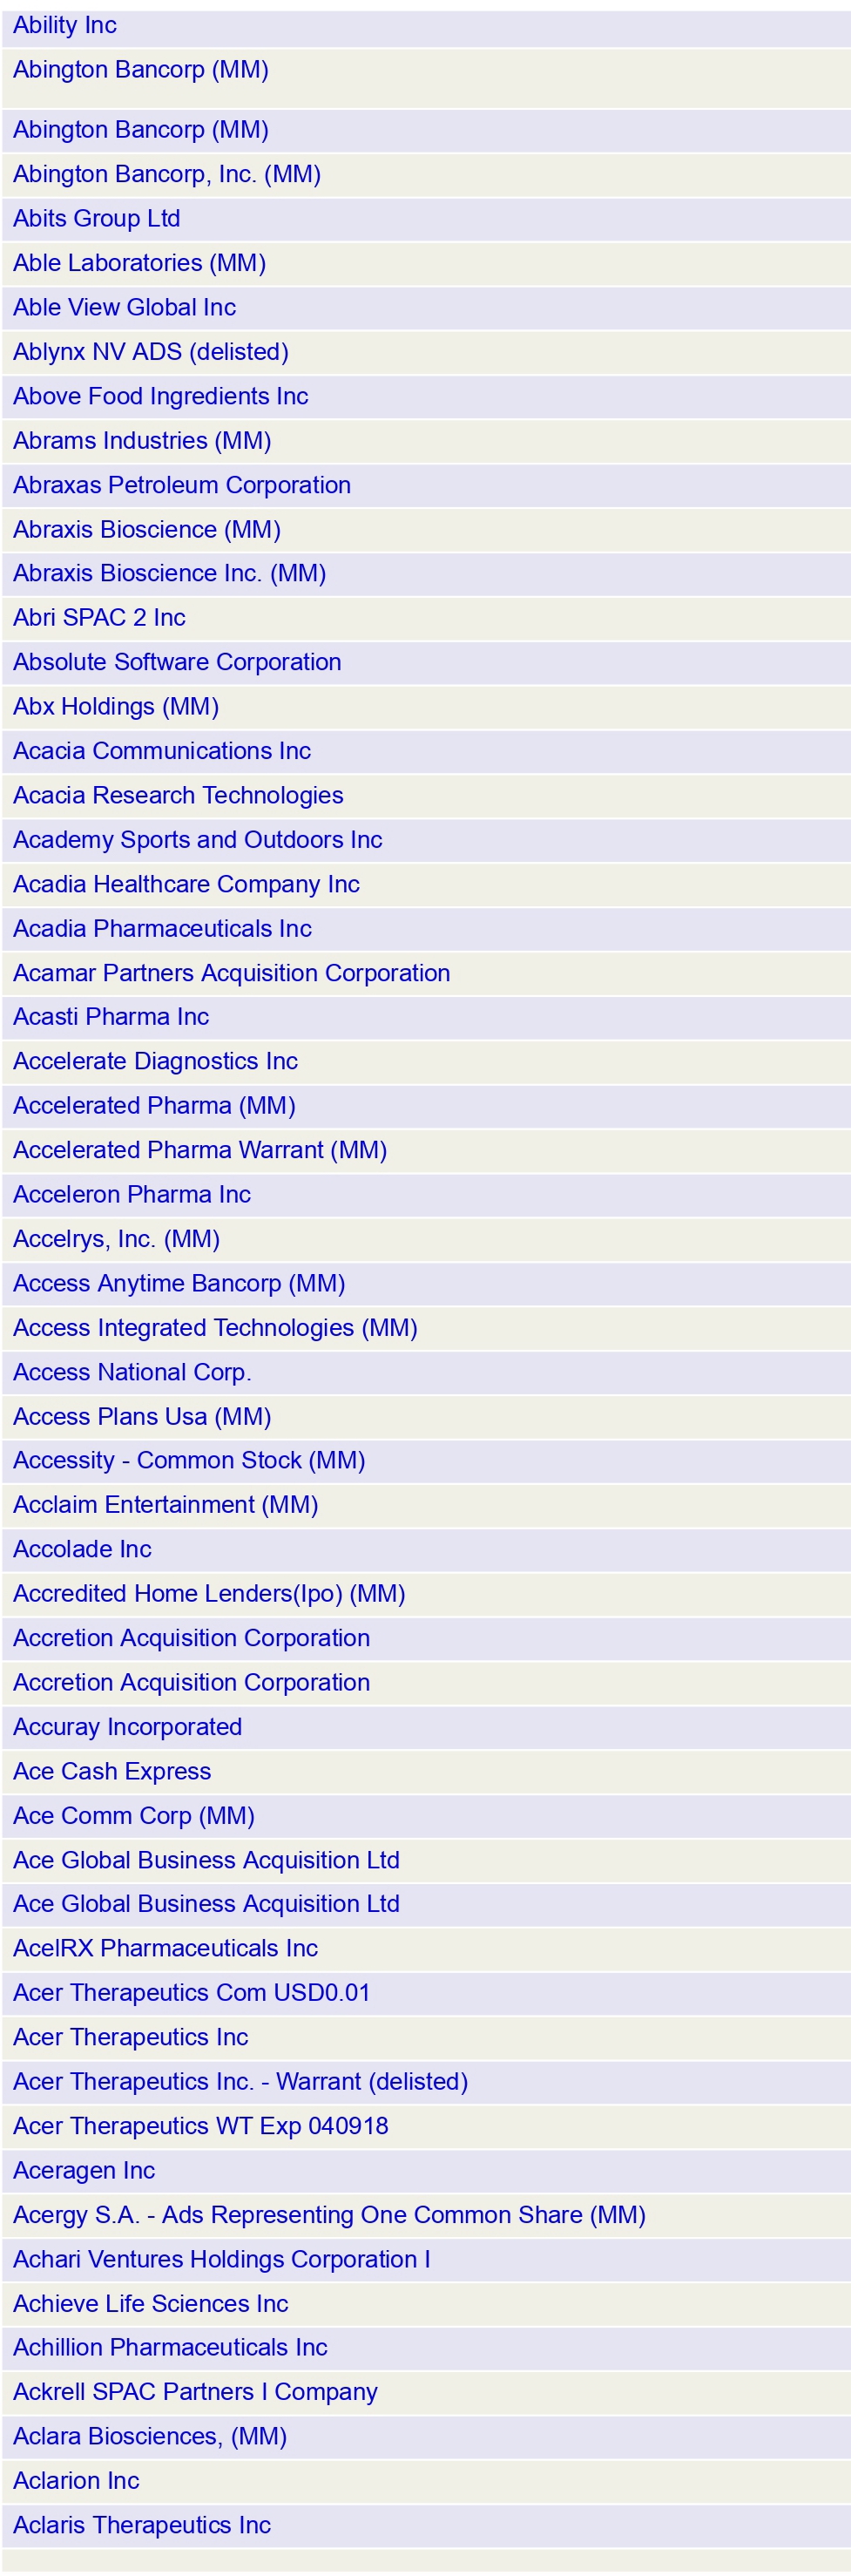 Ability Inc
Abington Bancorp (MM)
Abington Bancorp (MM)
Abington Bancorp, Inc. (MM)
Abits Group Ltd
Able Laboratories (MM)
Able View Global Inc
Ablynx NV ADS (delisted)
Above Food Ingredients Inc
Abrams Industries (MM)
Abraxas Petroleum Corporation
Abraxis Bioscience (MM)
Abraxis Bioscience Inc. (MM)
Abri SPAC 2 Inc
Absolute Software Corporation
Abx Holdings (MM)
Acacia Communications Inc
Acacia Research Technologies
Academy Sports and Outdoors Inc
Acadia Healthcare Company Inc
Acadia Pharmaceuticals Inc
Acamar Partners Acquisition Corporation
Acasti Pharma Inc
Accelerate Diagnostics Inc
Accelerated Pharma (MM)
Accelerated Pharma Warrant (MM)
Acceleron Pharma Inc
Accelrys, Inc. (MM)
Access Anytime Bancorp (MM)
Access Integrated Technologies (MM)
Access National Corp.
Access Plans Usa (MM)
Accessity - Common Stock (MM)
Acclaim Entertainment (MM)
Accolade Inc
Accredited Home Lenders(Ipo) (MM)
Accretion Acquisition Corporation
Accretion Acquisition Corporation
Accuray Incorporated
Ace Cash Express
Ace Comm Corp (MM)
Ace Global Business Acquisition Ltd
Ace Global Business Acquisition Ltd
AcelRX Pharmaceuticals Inc
Acer Therapeutics Com USD0.01
Acer Therapeutics Inc
Acer Therapeutics Inc. - Warrant (delisted)
Acer Therapeutics WT Exp 040918
Aceragen Inc
Acergy S.A. - Ads Representing One Common Share (MM)
Achari Ventures Holdings Corporation I
Achieve Life Sciences Inc
Achillion Pharmaceuticals Inc
Ackrell SPAC Partners I Company
Aclara Biosciences, (MM)
Aclarion Inc
Aclaris Therapeutics Inc